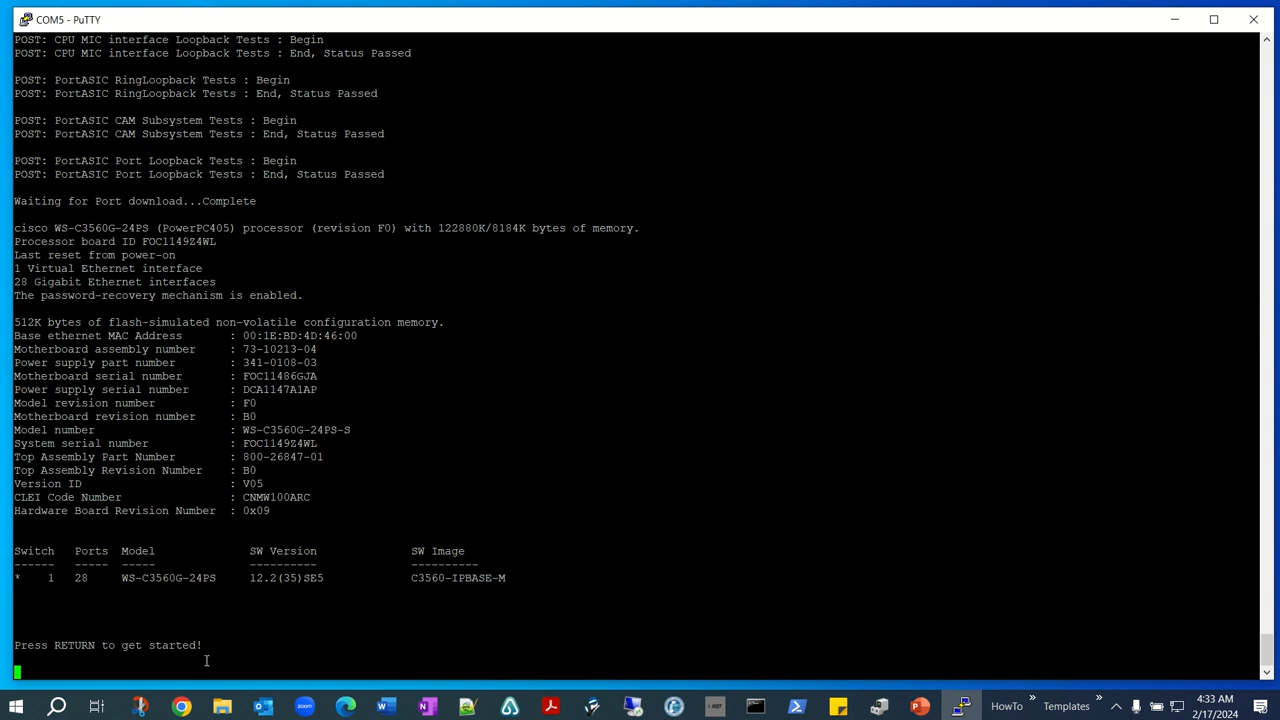 COM5 - PuTTY
POST: CPU MIC interface Loopback Tests : Begin
POST: CPU MIC interface Loopback Tests : End, Status Passed
POST: PortASIC RingLoopback Tests : Begin
POST: PortASIC RingLoopback Tests : End, Status Passed
POST: PortASIC CAM Subsystem Tests : Begin
POST: PortASIC CAM Subsystem Tests : End, Status Passed
POST: PortASIC Port Loopback Tests : Begin
POST: PortASIC Port Loopback Tests : End, Status Passed
Waiting for Port download...Complete
cisco WS-C3560G-24PS (PowerPC405) processor (revision F0) with 122880K/8184K bytes of memory.
Processor board ID FOC1149Z4WL
Last reset from power-on
1 Virtual Ethernet interface
28 Gigabit Ethernet interfaces
The password-recovery mechanism is enabled.
512K bytes of flash-simulated non-volatile configuration memory.
Base ethernet MAC Address : 00:1E:BD:4D:46:00
Motherboard assembly number : 73-10213-04
Power supply part number : 341-0108-03
Motherboard serial number : FOC11486GJA
Power supply serial number : DCA1147A1AP
Model revision number : F0
Motherboard revision number : B0
Model number : WS-C3560G-24PS-S
System serial number : FOC1149Z4WL
Top Assembly Part Number : 800-26847-01
Top Assembly Revision Number : B0
Version ID : V05
CLEI Code Number : CNMW100ARC
Hardware Board Revision Number : 0x09
Switch Ports Model SW Version SW Image
------ ----- ----- ---------- ----------
* 1 28 WS-C3560G-24PS 12.2(35)SE5 C3560-IPBASE-M
Press RETURN to get started!
HowTo » Templates » 4:33 AM
2/17/2024